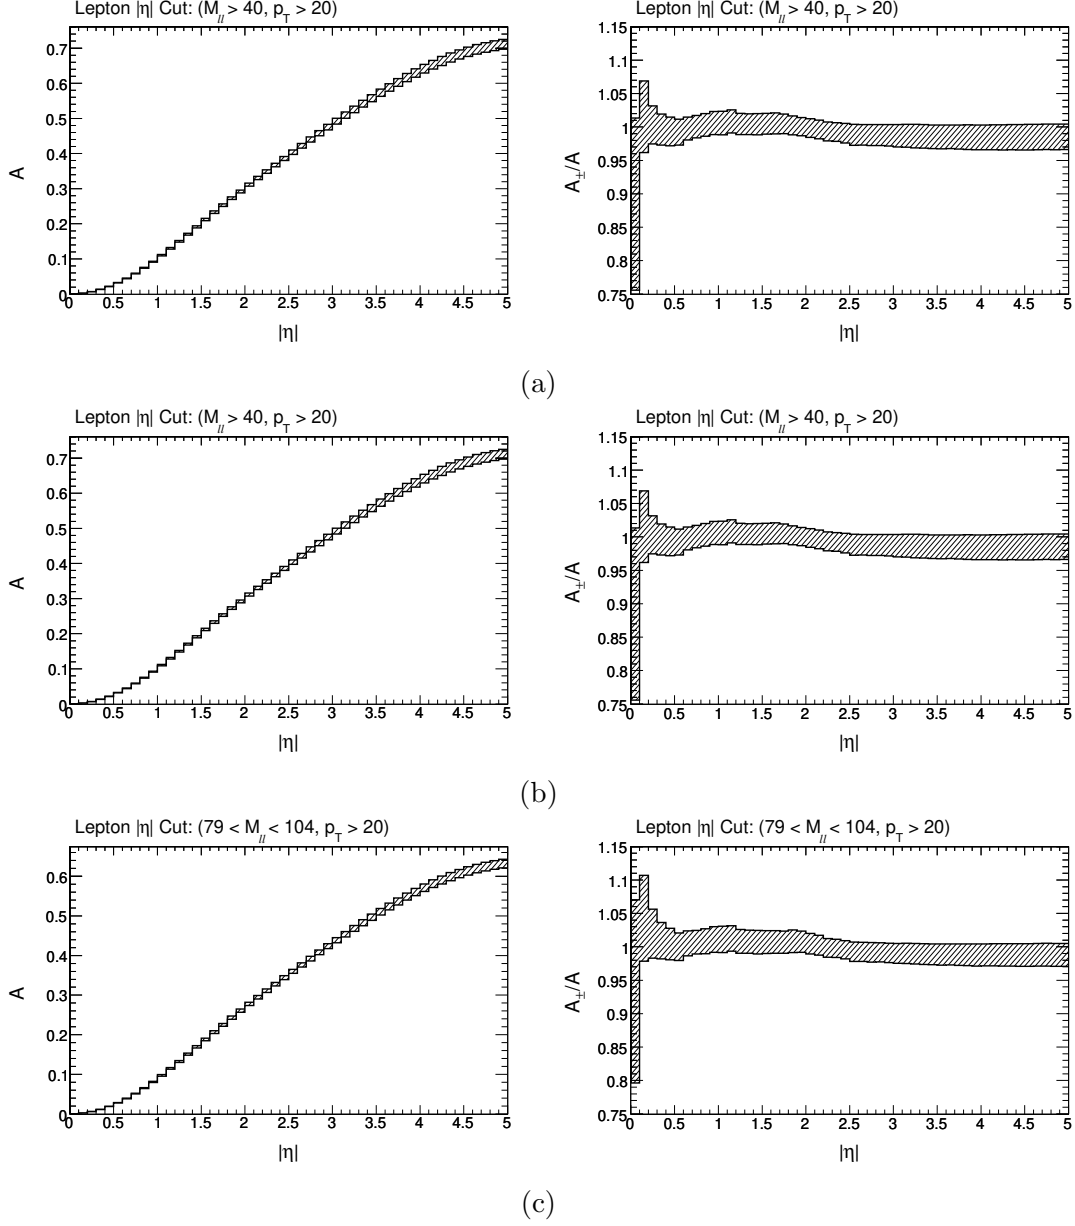 Lepton |η| Cut: (M_ll > 40, p_T > 20)
A
0.7
0.6
0.5
0.4
0.3
0.2
0.1
0
0 0.5 1 1.5 2 2.5 3 3.5 4 4.5 5
|η|
Lepton |η| Cut: (M_ll > 40, p_T > 20)
A_±/A
1.15
1.1
1.05
1
0.95
0.9
0.85
0.8
0.75
0 0.5 1 1.5 2 2.5 3 3.5 4 4.5 5
|η|
(a)
Lepton |η| Cut: (M_ll > 40, p_T > 20)
A
0.7
0.6
0.5
0.4
0.3
0.2
0.1
0
0 0.5 1 1.5 2 2.5 3 3.5 4 4.5 5
|η|
Lepton |η| Cut: (M_ll > 40, p_T > 20)
A_±/A
1.15
1.1
1.05
1
0.95
0.9
0.85
0.8
0.75
0 0.5 1 1.5 2 2.5 3 3.5 4 4.5 5
|η|
(b)
Lepton |η| Cut: (79 < M_ll < 104, p_T > 20)
A
0.6
0.5
0.4
0.3
0.2
0.1
0
0 0.5 1 1.5 2 2.5 3 3.5 4 4.5 5
|η|
Lepton |η| Cut: (79 < M_ll < 104, p_T > 20)
A_±/A
1.15
1.1
1.05
1
0.95
0.9
0.85
0.8
0.75
0 0.5 1 1.5 2 2.5 3 3.5 4 4.5 5
|η|
(c)